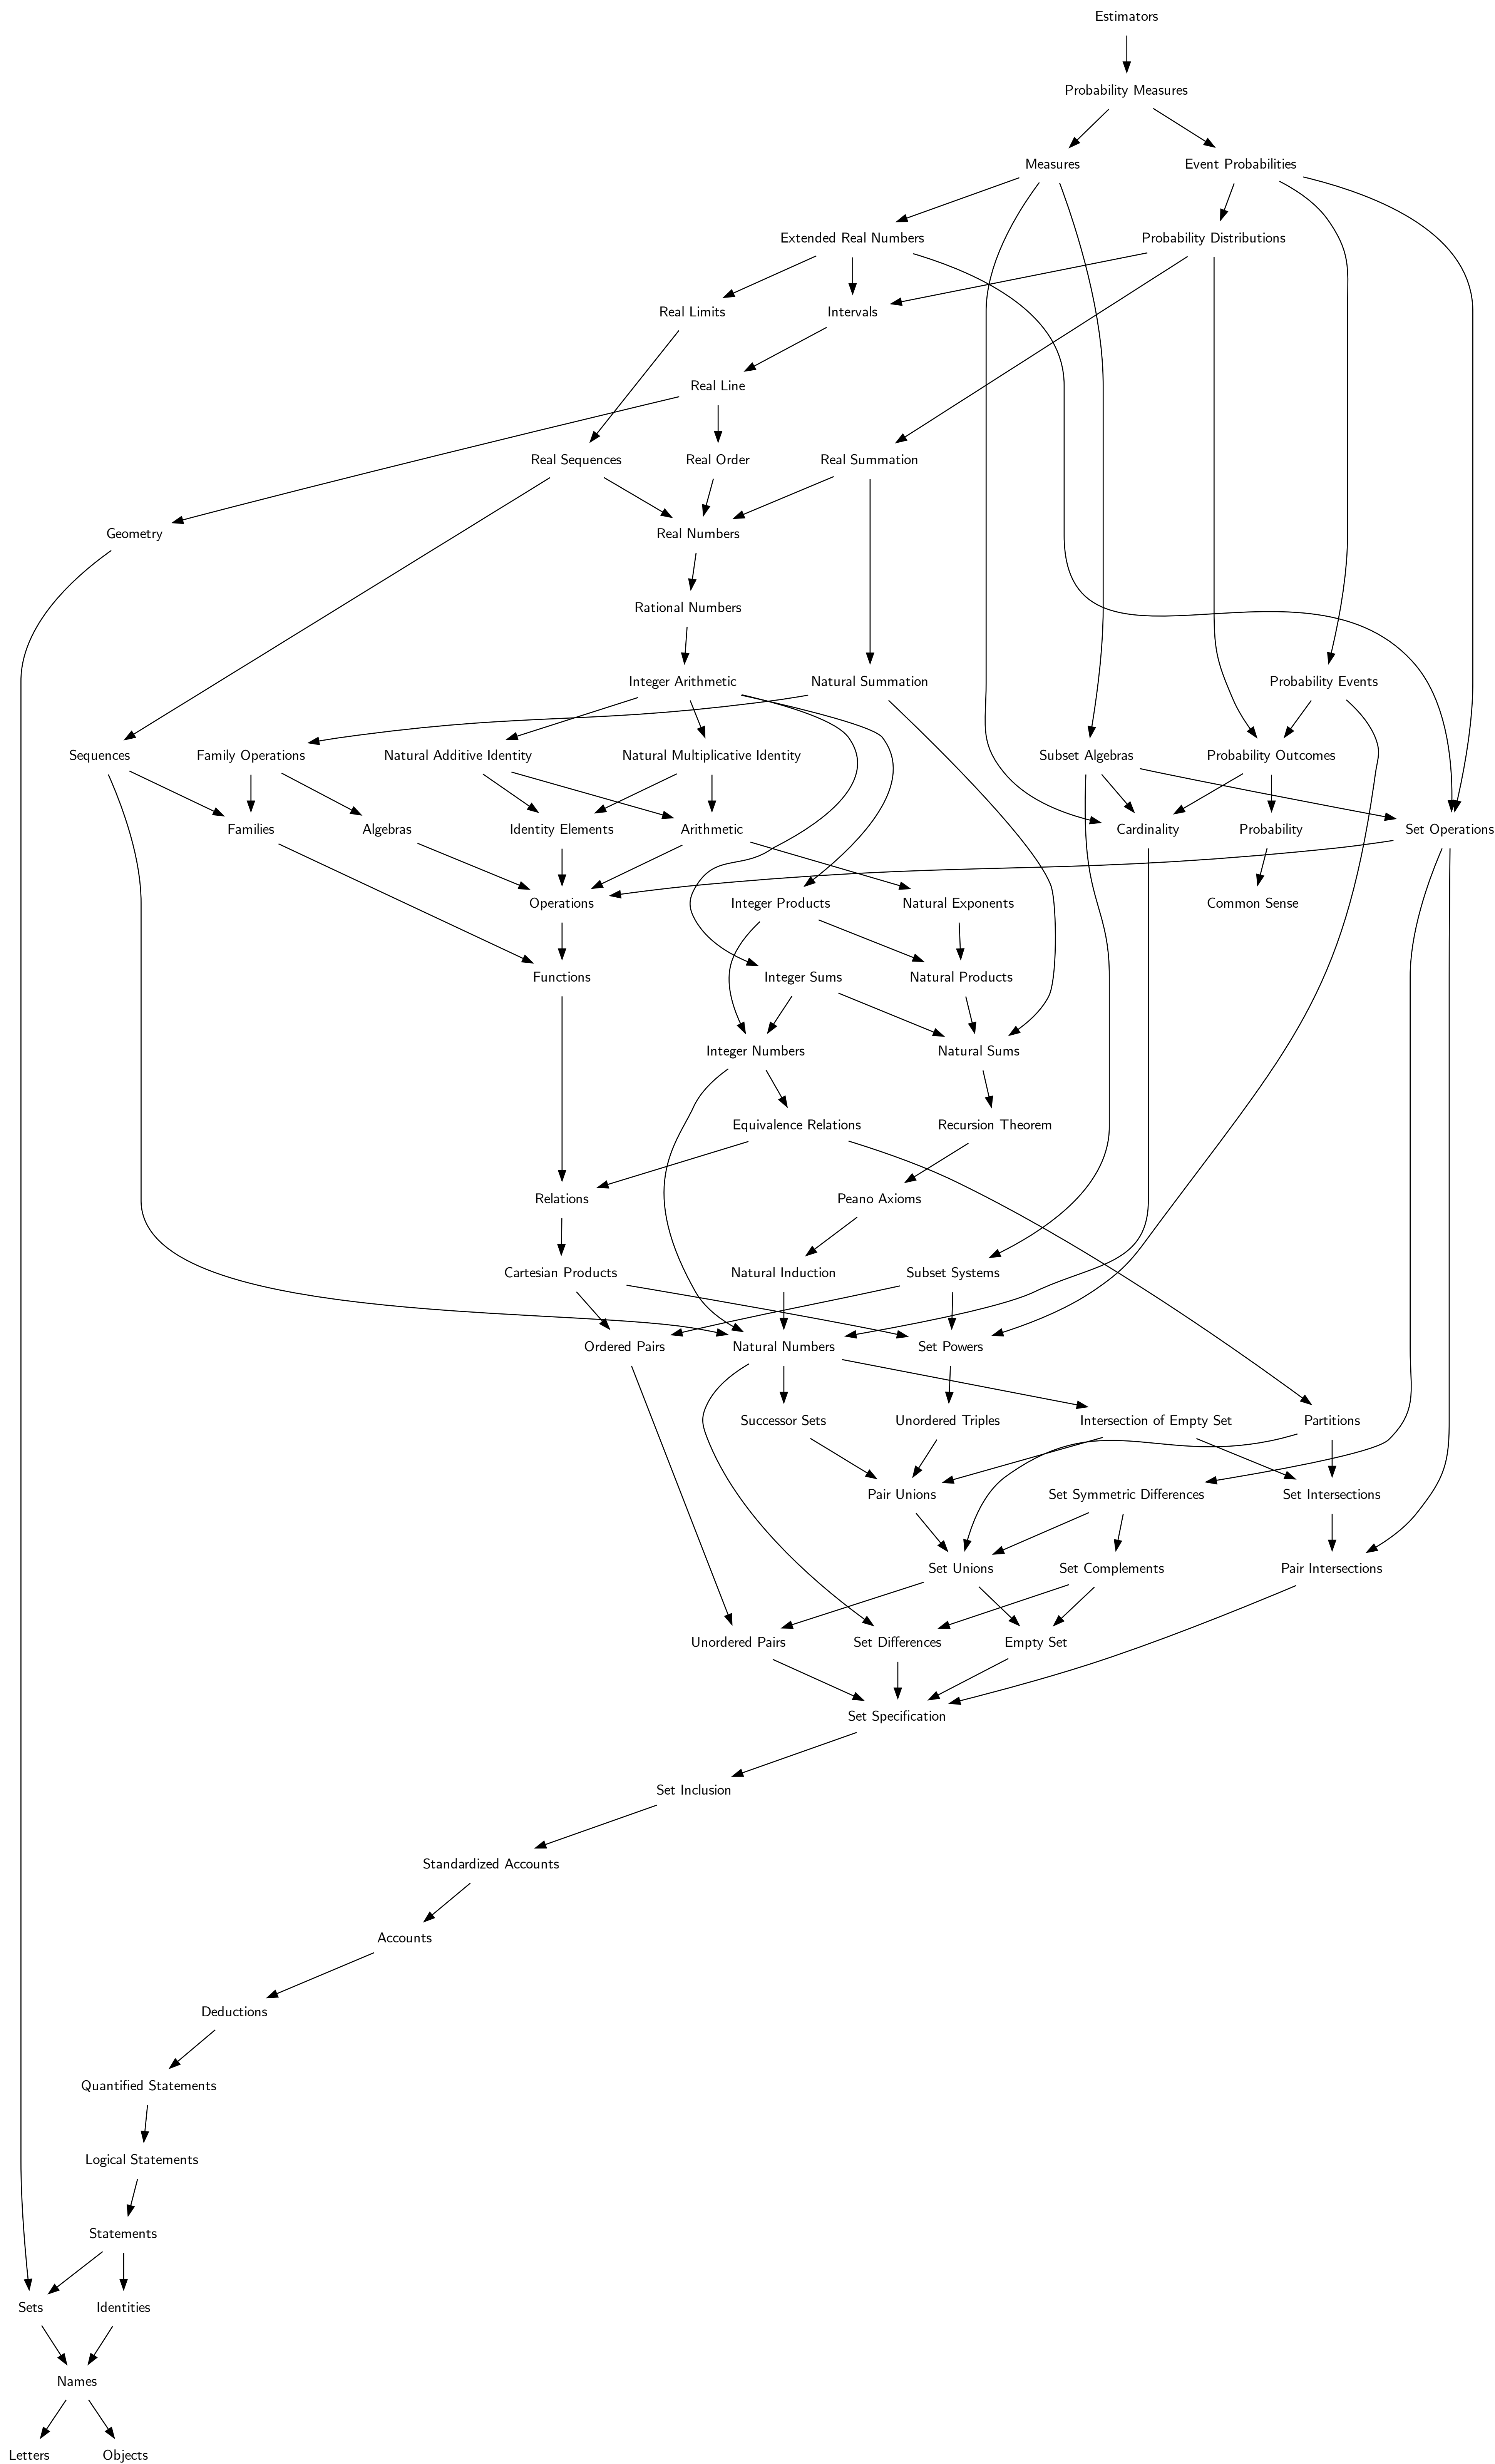 Estimators
Probability Measures
Measures
Event Probabilities
Extended Real Numbers
Probability Distributions
Real Limits
Intervals
Real Line
Real Sequences
Real Order
Real Summation
Geometry
Real Numbers
Rational Numbers
Integer Arithmetic
Natural Summation
Probability Events
Sequences
Family Operations
Natural Additive Identity
Natural Multiplicative Identity
Subset Algebras
Probability Outcomes
Families
Algebras
Identity Elements
Arithmetic
Cardinality
Probability
Set Operations
Operations
Integer Products
Natural Exponents
Common Sense
Functions
Integer Sums
Natural Products
Integer Numbers
Natural Sums
Equivalence Relations
Recursion Theorem
Relations
Peano Axioms
Cartesian Products
Natural Induction
Subset Systems
Ordered Pairs
Natural Numbers
Set Powers
Successor Sets
Unordered Triples
Intersection of Empty Set
Partitions
Pair Unions
Set Symmetric Differences
Set Intersections
Set Unions
Set Complements
Pair Intersections
Unordered Pairs
Set Differences
Empty Set
Set Specification
Set Inclusion
Standardized Accounts
Accounts
Deductions
Quantified Statements
Logical Statements
Statements
Sets
Identities
Names
Letters
Objects